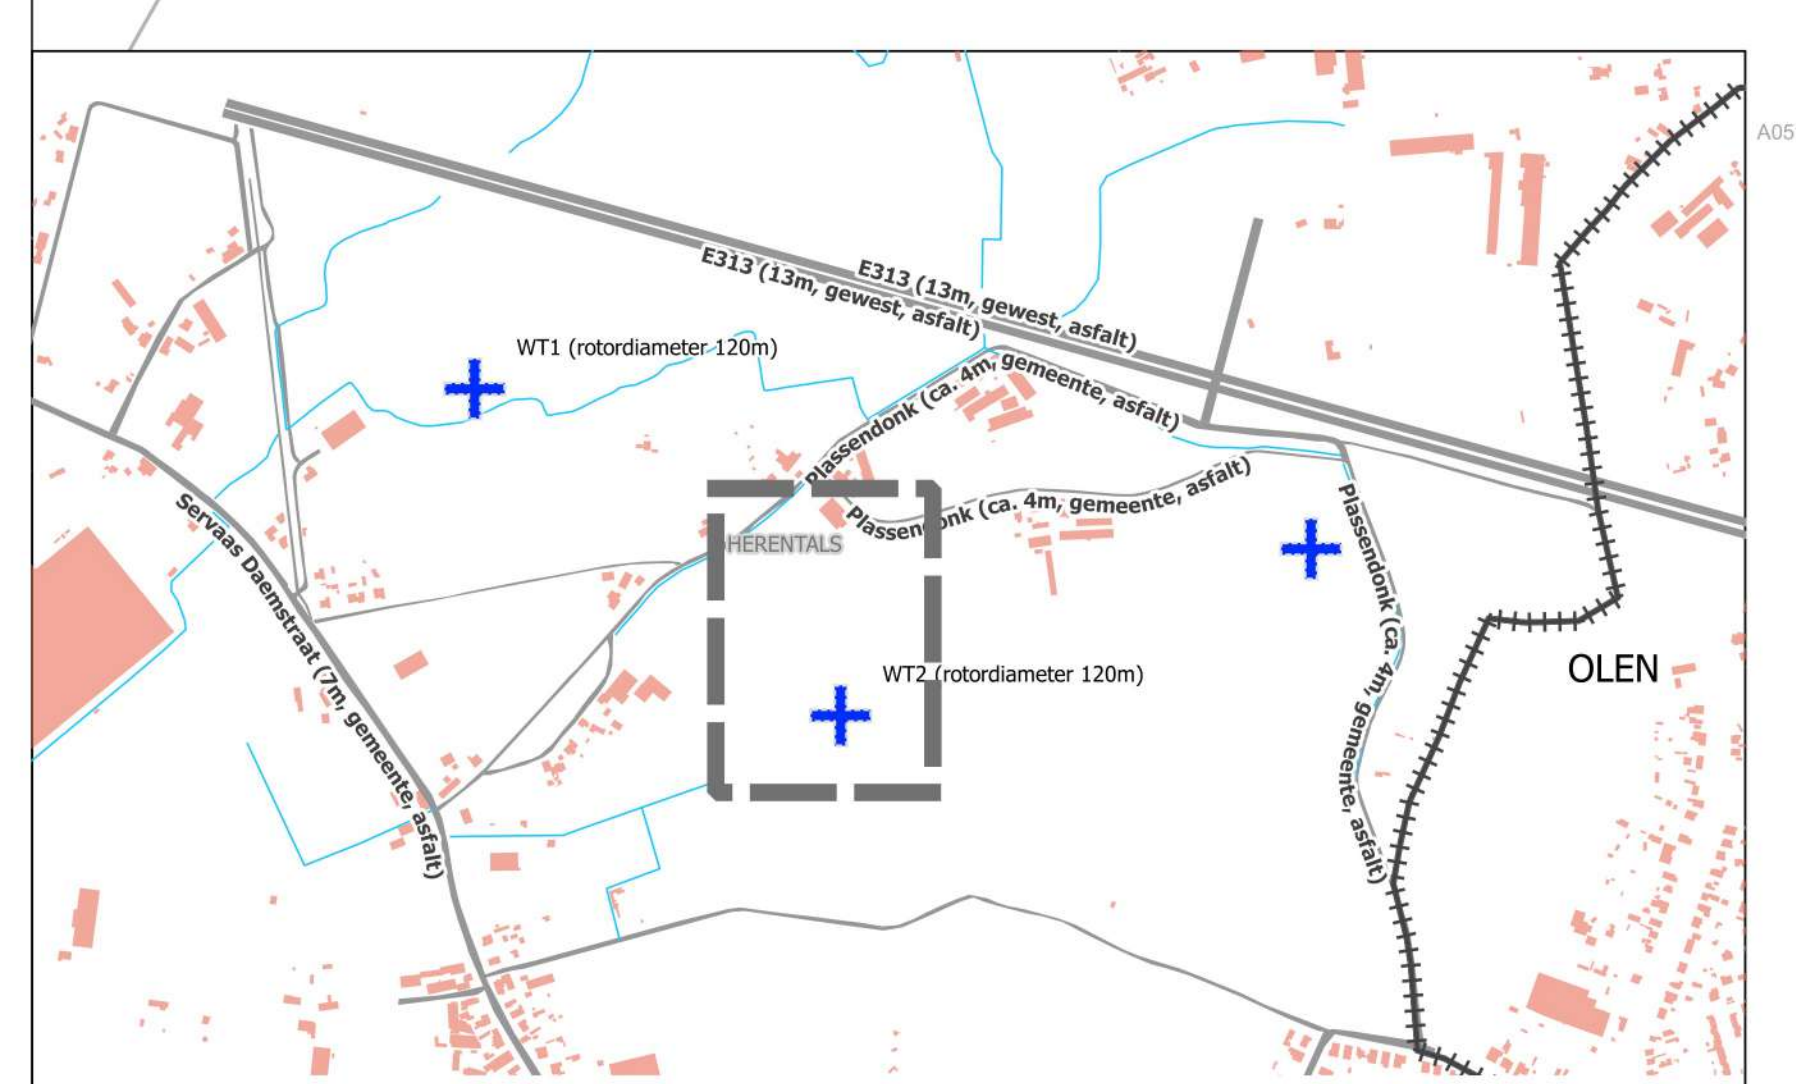 A05
E313 (13m, gewest, asfalt)
E313 (13m, gewest, asfalt)
WT1 (rotordiameter 120m)
Plassendonk (ca. 4m, gemeente, asfalt)
Plassendonk (ca. 4m, gemeente, asfalt)
Plassendonk (ca. 4m, gemeente, asfalt)
Servaas Daemstraat (7m, gemeente, asfalt)
HERENTALS
WT2 (rotordiameter 120m)
OLEN